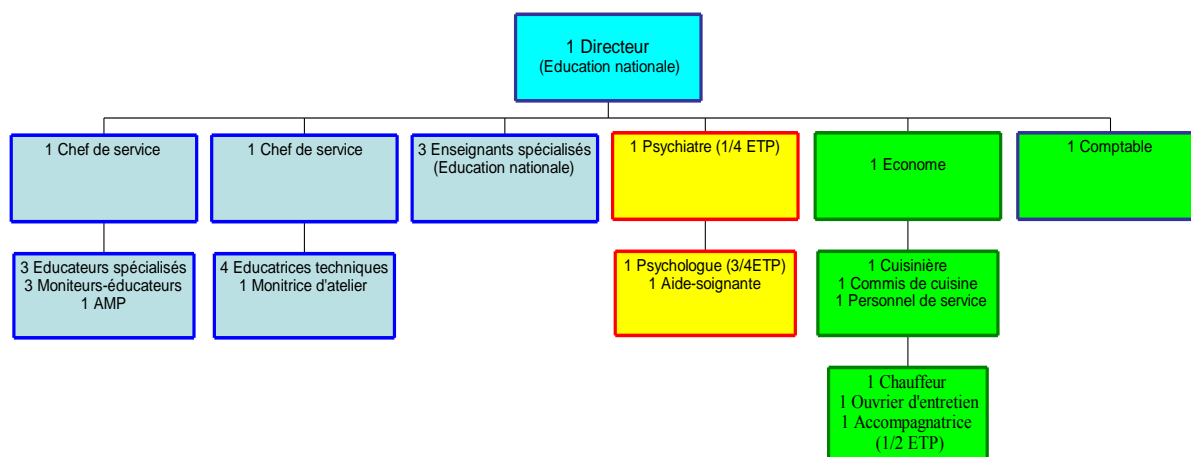 1 Directeur
(Education nationale)
1 Chef de service
1 Chef de service
3 Enseignants spécialisés
(Education nationale)
1 Psychiatre (1/4 ETP)
1 Econome
1 Comptable
3 Educateurs spécialisés
3 Moniteurs-éducateurs
1 AMP
4 Educatrices techniques
1 Monitrice d'atelier
1 Psychologue (3/4ETP)
1 Aide-soignante
1 Cuisinière
1 Commis de cuisine
1 Personnel de service
1 Chauffeur
1 Ouvrier d'entretien
1 Accompagnatrice
(1/2 ETP)